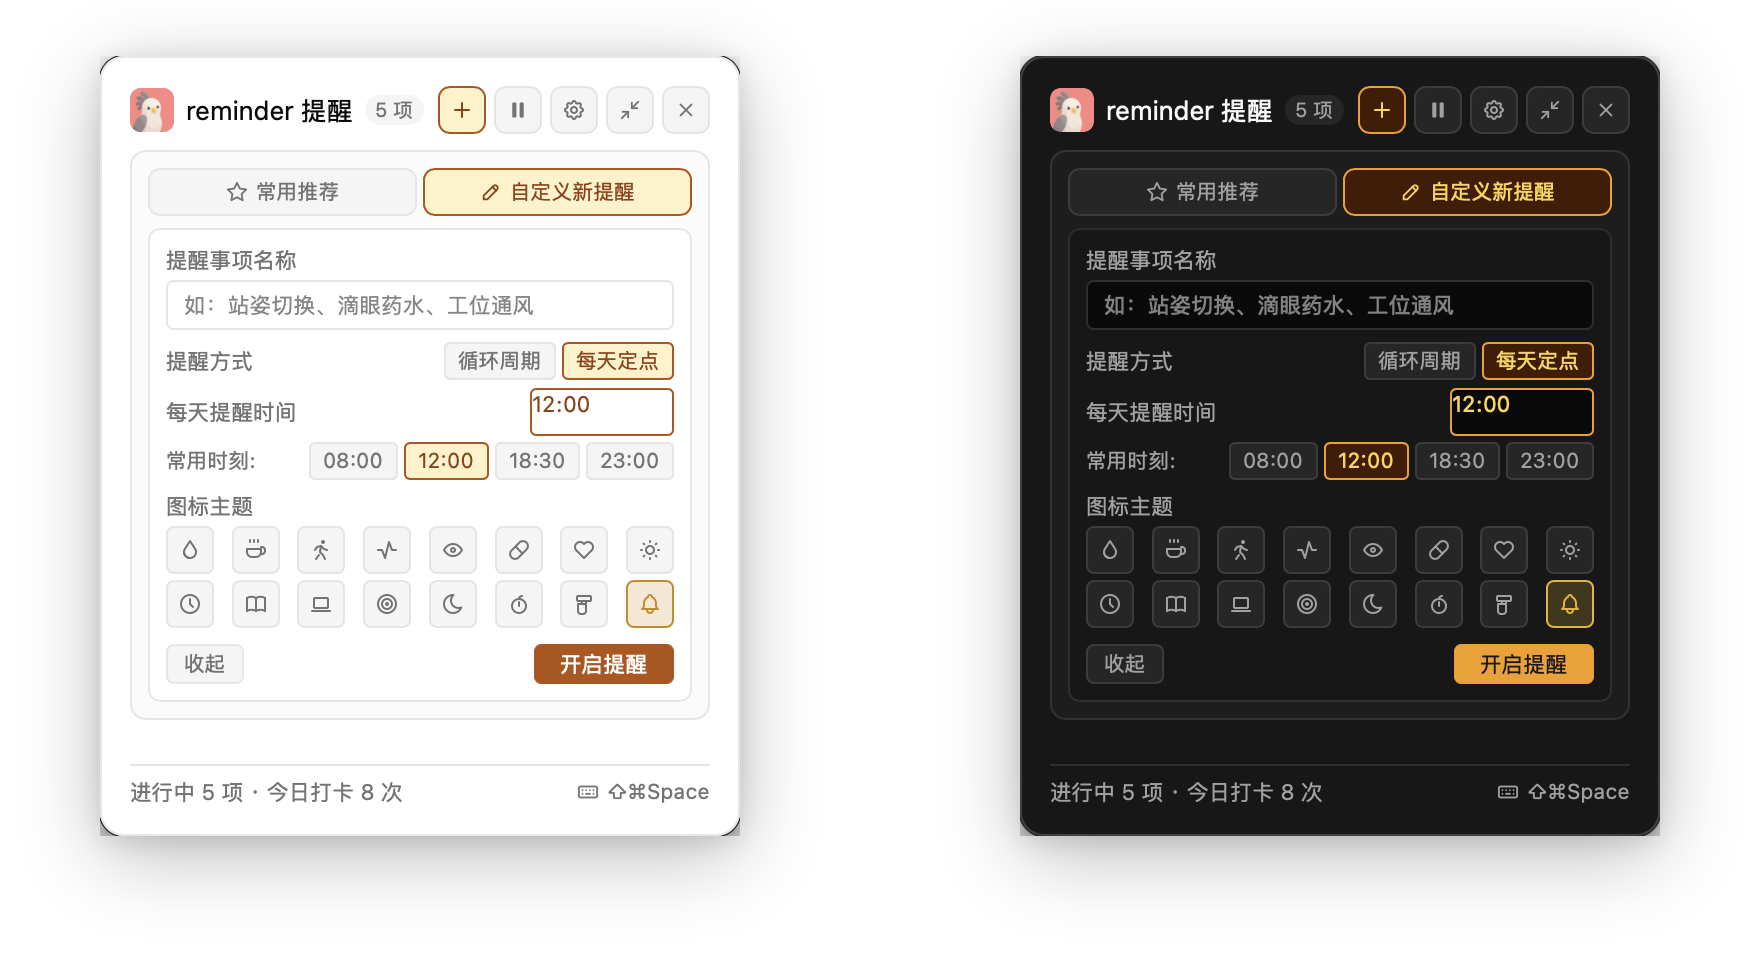 reminder 提醒 5 项
常用推荐 自定义新提醒
提醒事项名称
如：站姿切换、滴眼药水、工位通风
提醒方式 循环周期 每天定点
每天提醒时间 12:00
常用时刻: 08:00 12:00 18:30 23:00
图标主题
收起 开启提醒
进行中 5 项 · 今日打卡 8 次 ⇧⌘Space
reminder 提醒 5 项
常用推荐 自定义新提醒
提醒事项名称
如：站姿切换、滴眼药水、工位通风
提醒方式 循环周期 每天定点
每天提醒时间 12:00
常用时刻: 08:00 12:00 18:30 23:00
图标主题
收起 开启提醒
进行中 5 项 · 今日打卡 8 次 ⇧⌘Space